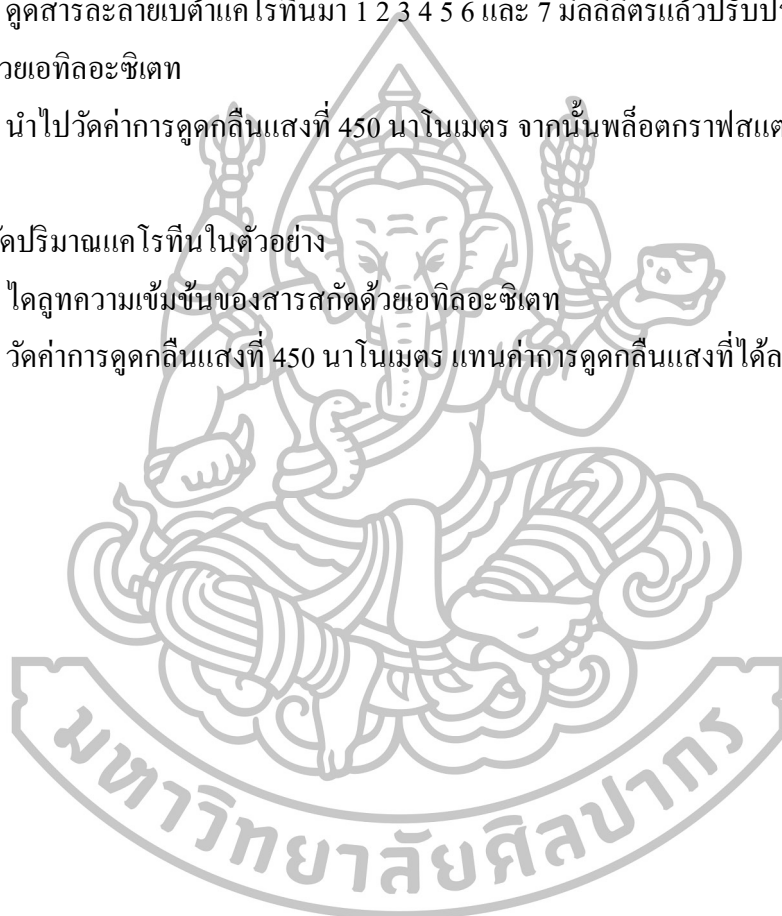 ดูดสารละลายเบต้าแคโรทีนมา 1 2 3 4 5 6 และ 7 มิลลิลิตรแล้วปรับป
วยเอทิลอะซิเตท
นำไปวัดค่าการดูดกลืนแสงที่ 450 นาโนเมตร จากนั้นพล็อตกราฟสแต
ัดปริมาณแคโรทีนในตัวอย่าง
ไดลูทความเข้มข้นของสารสกัดด้วยเอทิลอะซิเตท
วัดค่าการดูดกลืนแสงที่ 450 นาโนเมตร แทนค่าการดูดกลืนแสงที่ได้ล
มหาวิทยาลัยศิลปากร